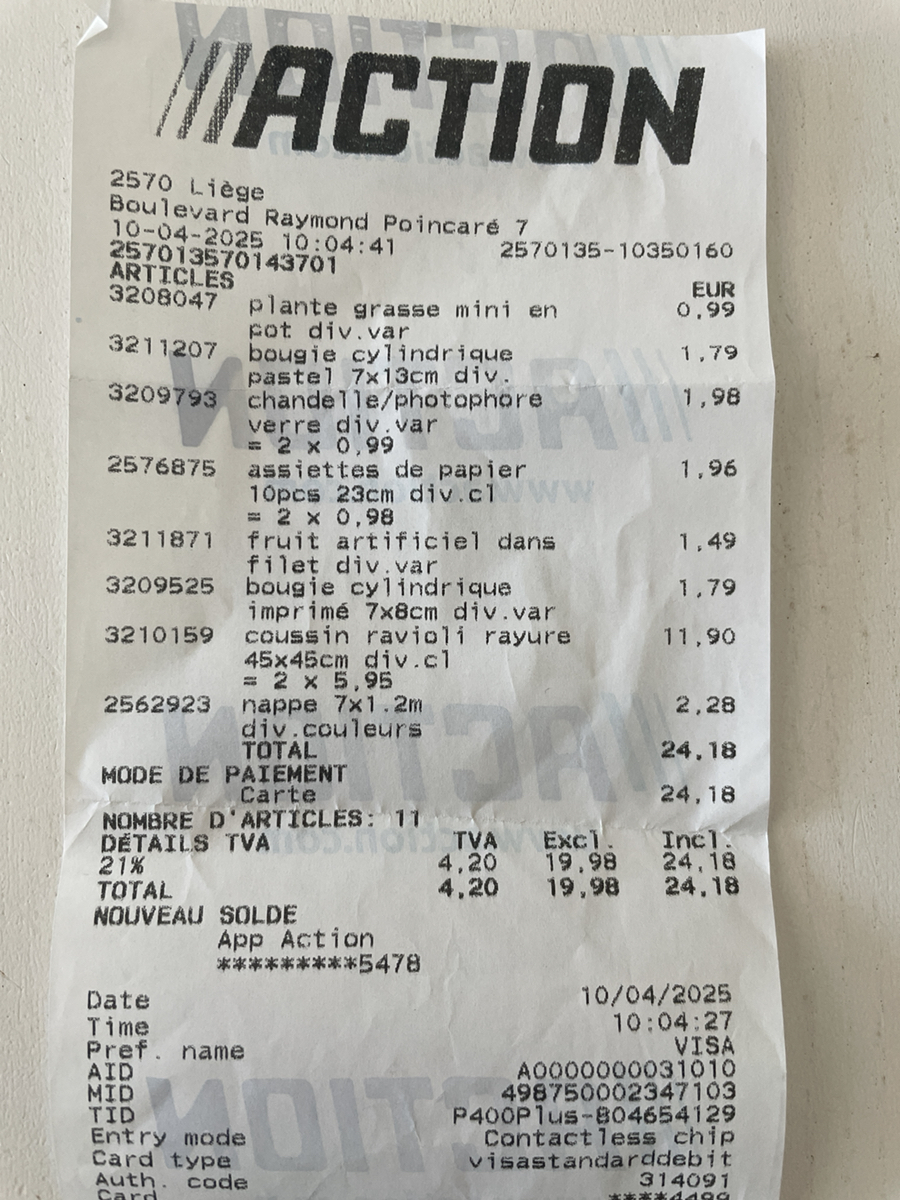 ACTION
2570 Liège
Boulevard Raymond Poincaré 7
10-04-2025 10:04:41 2570135-10350160
257013570143701
ARTICLES EUR
3208047 plante grasse mini en 0,99
pot div.var
3211207 bougie cylindrique 1,79
pastel 7x13cm div.
3209793 chandelle/photophore 1,98
verre div.var
= 2 x 0,99
2576875 assiettes de papier 1,96
10pcs 23cm div.cl
= 2 x 0,98
3211871 fruit artificiel dans 1,49
filet div.var
3209525 bougie cylindrique 1,79
imprimé 7x8cm div.var
3210159 coussin ravioli rayure 11,90
45x45cm div.cl
= 2 x 5,95
2562923 nappe 7x1.2m 2,28
div.couleurs
TOTAL 24,18
MODE DE PAIEMENT
Carte 24,18
NOMBRE D'ARTICLES: 11
DÉTAILS TVA TVA Excl. Incl.
21% 4,20 19,98 24,18
TOTAL 4,20 19,98 24,18
NOUVEAU SOLDE
App Action
*********5478
Date 10/04/2025
Time 10:04:27
Pref. name VISA
AID A0000000031010
MID 498750002347103
TID P400Plus-804654129
Entry mode Contactless chip
Card type visastandarddebit
Auth. code 314091
Card ****4499